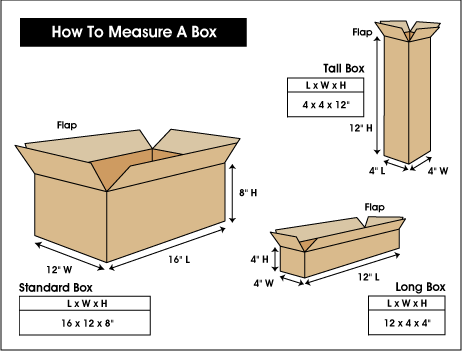 How To Measure A Box
Flap
Tall Box
L x W x H
4 x 4 x 12"
12" H
4" L
4" W
Flap
8" H
12" W
16" L
Standard Box
L x W x H
16 x 12 x 8"
Flap
4" H
4" W
12" L
Long Box
L x W x H
12 x 4 x 4"